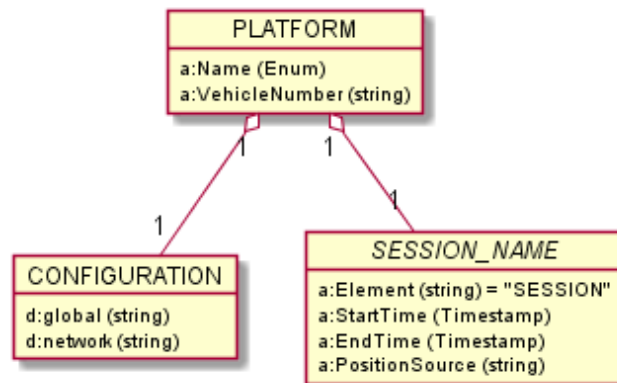 PLATFORM
a:Name (Enum)
a:VehicleNumber (string)
1
1
1
1
CONFIGURATION
d:global (string)
d:network (string)
SESSION_NAME
a:Element (string) = "SESSION"
a:StartTime (Timestamp)
a:EndTime (Timestamp)
a:PositionSource (string)